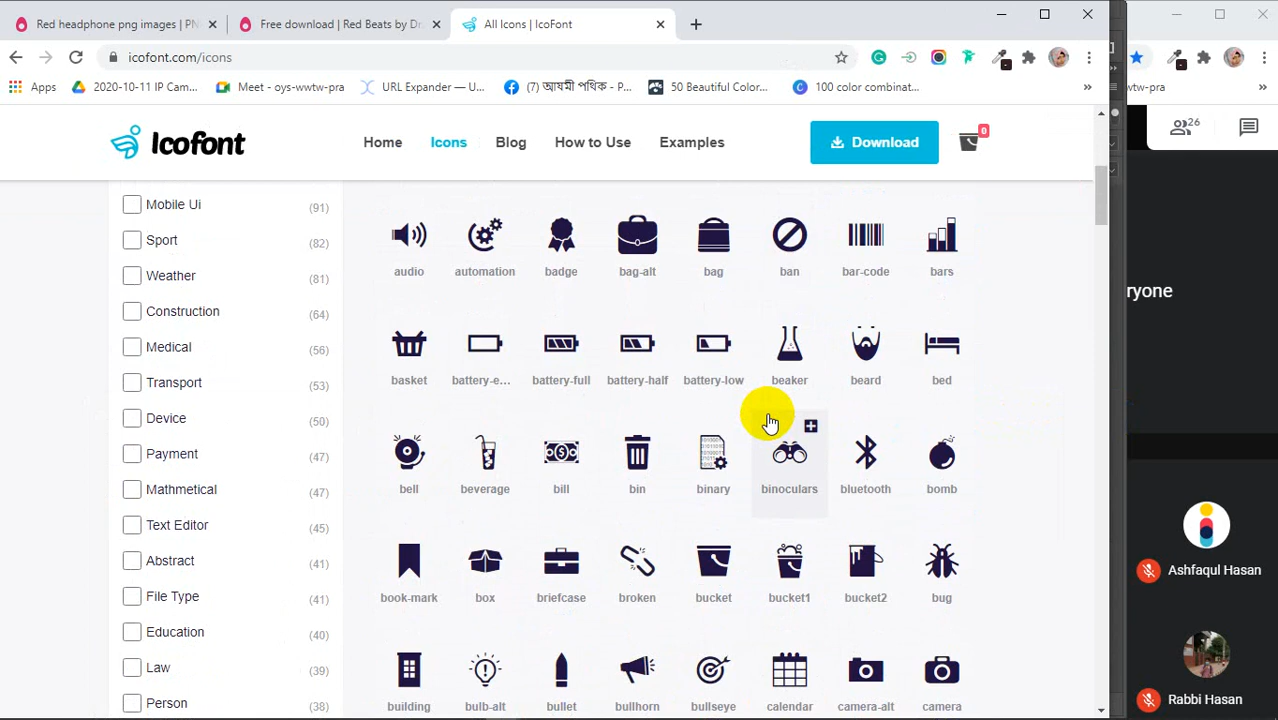 Red headphone png images | PN
Free download | Red Beats by Dr.
All Icons | IcoFont
icofont.com/icons
Apps
2020-10-11 IP Cam...
Meet - oys-wwtw-pra
URL Expander — U...
(7) আযমী পথিক - P...
50 Beautiful Color...
100 color combinat...
»
twtw-pra
»
Icofont
Home
Icons
Blog
How to Use
Examples
Download
0
26
Mobile Ui (91)
Sport (82)
Weather (81)
Construction (64)
Medical (56)
Transport (53)
Device (50)
Payment (47)
Mathmetical (47)
Text Editor (45)
Abstract (41)
File Type (41)
Education (40)
Law (39)
Person (38)
audio automation badge bag-alt bag ban bar-code bars
basket battery-e... battery-full battery-half battery-low beaker beard bed
bell beverage bill bin binary binoculars bluetooth bomb
book-mark box briefcase broken bucket bucket1 bucket2 bug
building bulb-alt bullet bullhorn bullseye calendar camera-alt camera
ryone
Ashfaqul Hasan
Rabbi Hasan